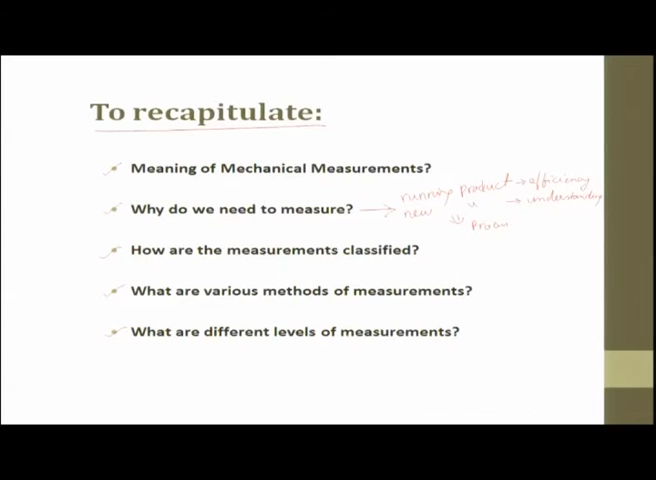 To recapitulate:
Meaning of Mechanical Measurements?
Why do we need to measure? → running product → efficiency
new " → understanding
How are the measurements classified?
What are various methods of measurements?
What are different levels of measurements?